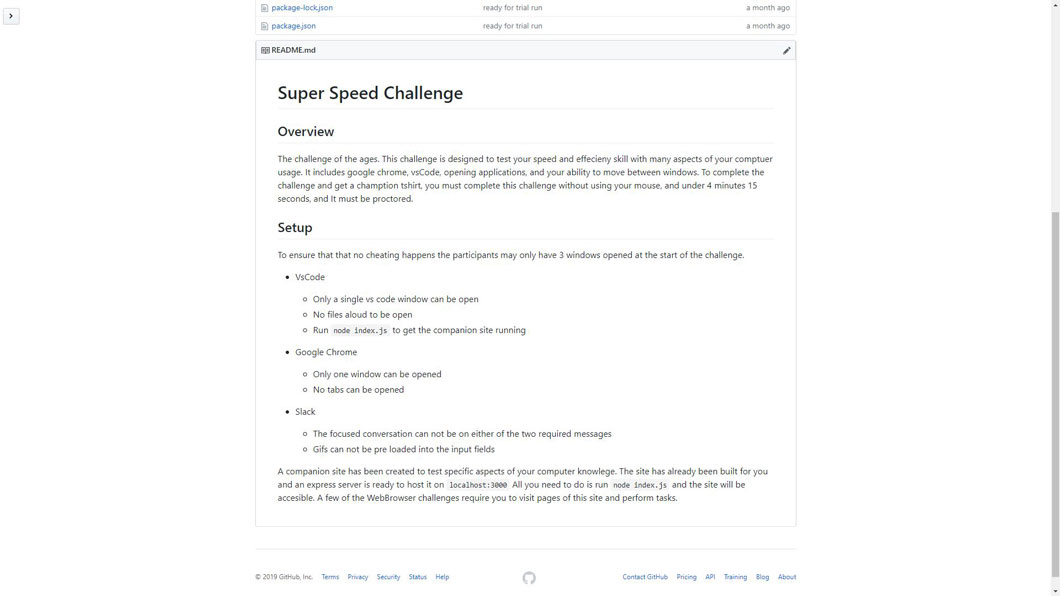 package-lock.json ready for trial run a month ago
package.json ready for trial run a month ago
README.md
Super Speed Challenge
Overview
The challenge of the ages. This challenge is designed to test your speed and effecieny skill with many aspects of your comptuer
usage. It includes google chrome, vsCode, opening applications, and your ability to move between windows. To complete the
challenge and get a chamption tshirt, you must complete this challenge without using your mouse, and under 4 minutes 15
seconds, and It must be proctored.
Setup
To ensure that that no cheating happens the participants may only have 3 windows opened at the start of the challenge.
VsCode
Only a single vs code window can be open
No files aloud to be open
Run node index.js to get the companion site running
Google Chrome
Only one window can be opened
No tabs can be opened
Slack
The focused conversation can not be on either of the two required messages
Gifs can not be pre loaded into the input fields
A companion site has been created to test specific aspects of your computer knowlege. The site has already been built for you
and an express server is ready to host it on localhost:3000 All you need to do is run node index.js and the site will be
accesible. A few of the WebBrowser challenges require you to visit pages of this site and perform tasks.
© 2019 GitHub, Inc. Terms Privacy Security Status Help Contact GitHub Pricing API Training Blog About